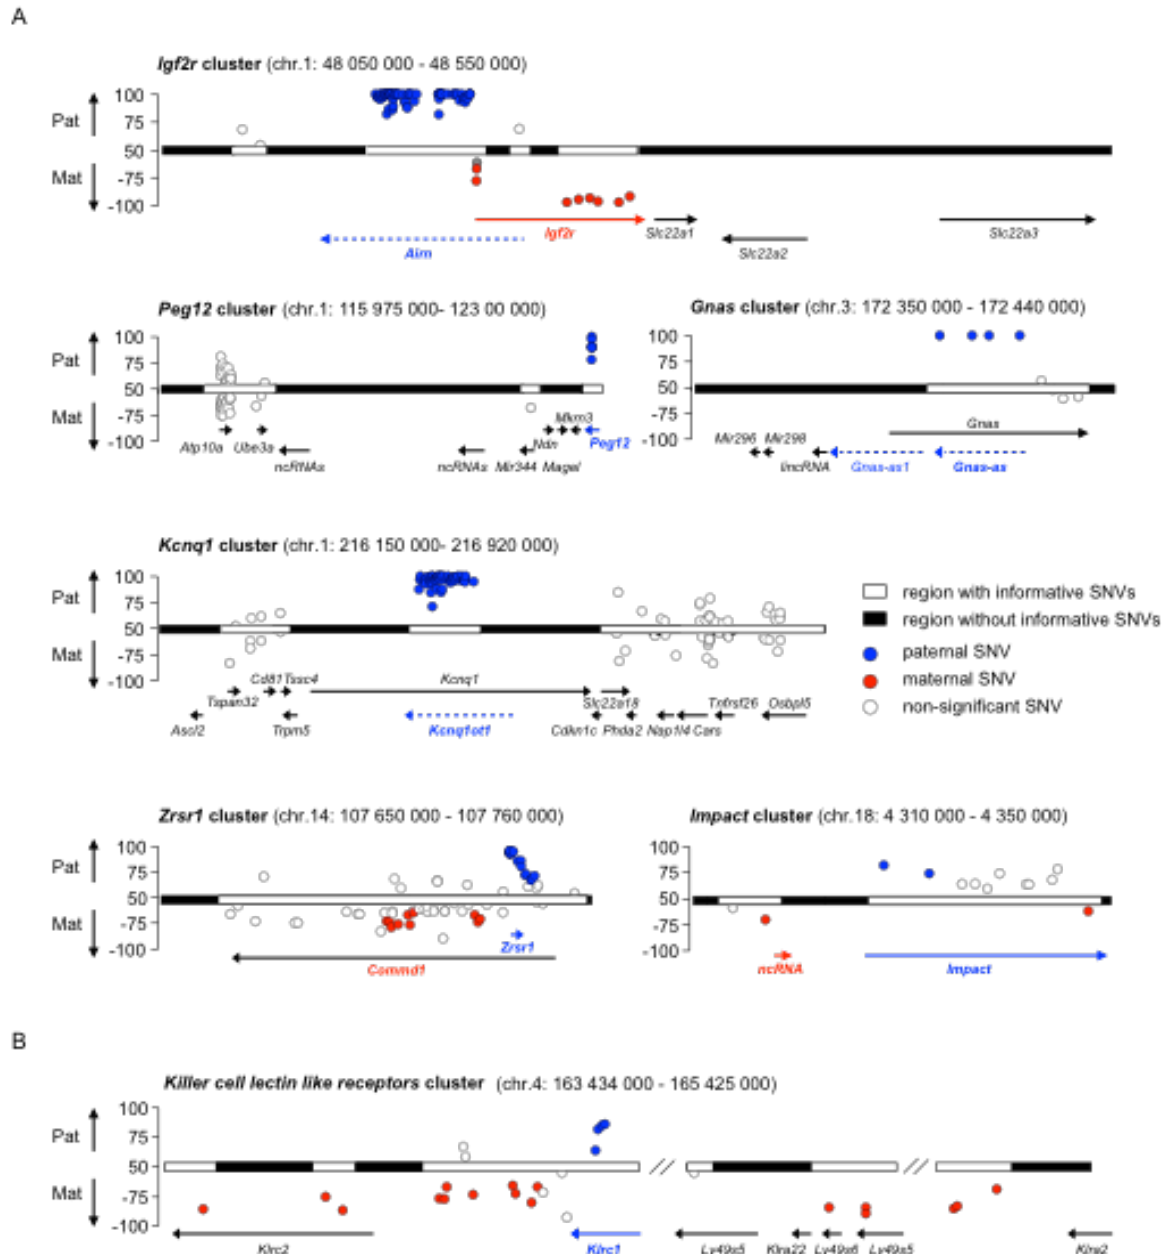 A
Igf2r cluster (chr.1: 48 050 000 - 48 550 000)
100
Pat
75
50
Mat
-75
-100
Igf2r
Slc22a1
Airn
Slc22a2
Slc22a3
Peg12 cluster (chr.1: 115 975 000- 123 00 000)
100
Pat
75
50
Mat
-75
-100
Mkrn3
Atp10a
Ube3a
Ndn
Peg12
ncRNAs
ncRNAs
Mir344
Magel
Gnas cluster (chr.3: 172 350 000 - 172 440 000)
100
75
50
-75
-100
Gnas
Mir296
Mir298
lincRNA
Gnas-as1
Gnas-as
Kcnq1 cluster (chr.1: 216 150 000- 216 920 000)
100
Pat
75
50
Mat
-75
-100
Cd81
Tssc4
Kcnq1
Tspan32
Slc22a18
Tnfrsf26
Osbpl5
Ascl2
Trpm5
Kcnq1ot1
Cdkn1c
Phda2
Nap1l4
Cars
region with informative SNVs
region without informative SNVs
paternal SNV
maternal SNV
non-significant SNV
Zrsr1 cluster (chr.14: 107 650 000 - 107 760 000)
100
Pat
75
50
Mat
-75
-100
Zrsr1
Commd1
Impact cluster (chr.18: 4 310 000 - 4 350 000)
100
75
50
-75
-100
ncRNA
Impact
B
Killer cell lectin like receptors cluster (chr.4: 163 434 000 - 165 425 000)
100
Pat
75
50
Mat
-75
-100
Klrc2
Klrc1
Ly49s5
Klra22
Ly49s6
Ly49s5
Klra2